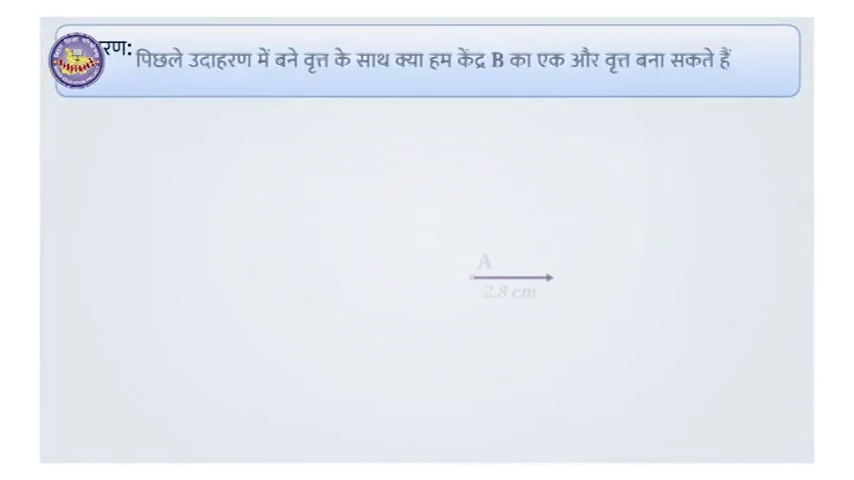 रण: पिछले उदाहरण में बने वृत्त के साथ क्या हम केंद्र B का एक और वृत्त बना सकते हैं
A
2.8 cm